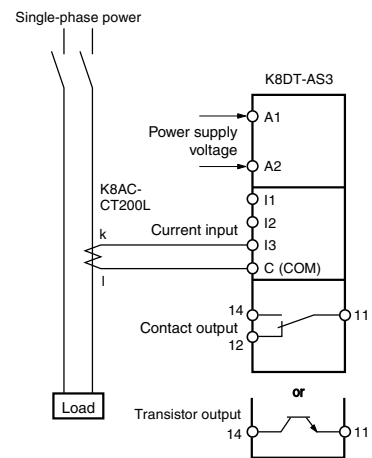 Single-phase power
K8DT-AS3
A1
Power supply
voltage
A2
K8AC-
CT200L
I1
I2
k
Current input
I3
C (COM)
l
14
11
Contact output
12
or
Load
Transistor output
14
11